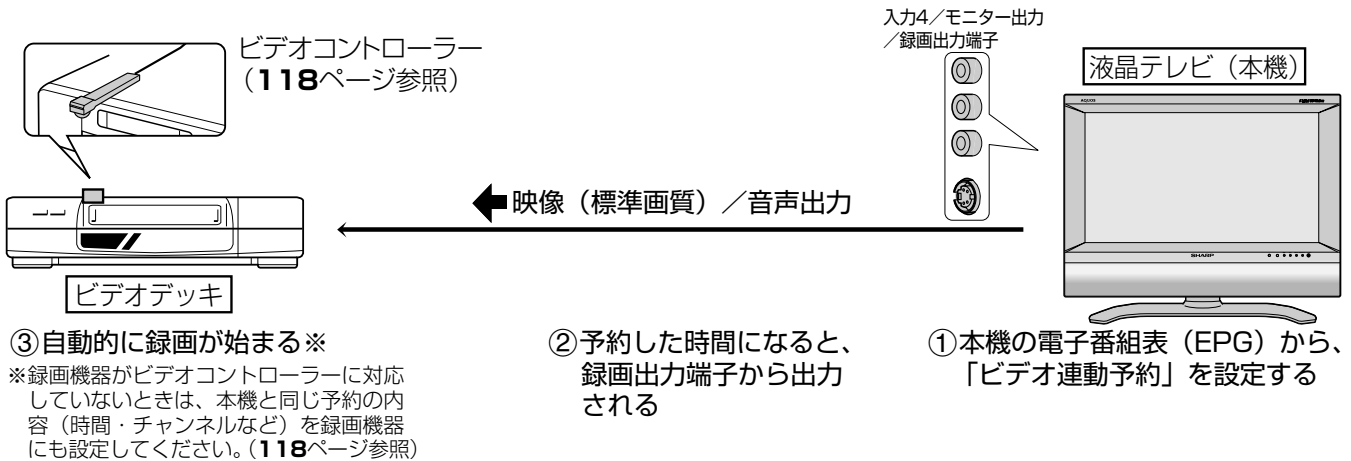 ビデオコントローラー
（118ページ参照）
入力4／モニター出力
／録画出力端子
液晶テレビ（本機）
AQUOS
映像（標準画質）／音声出力
SHARP
ビデオデッキ
③自動的に録画が始まる※
※録画機器がビデオコントローラーに対応
していないときは、本機と同じ予約の内
容（時間・チャンネルなど）を録画機器
にも設定してください。（118ページ参照）
②予約した時間になると、
録画出力端子から出力
される
①本機の電子番組表（EPG）から、
「ビデオ連動予約」を設定する